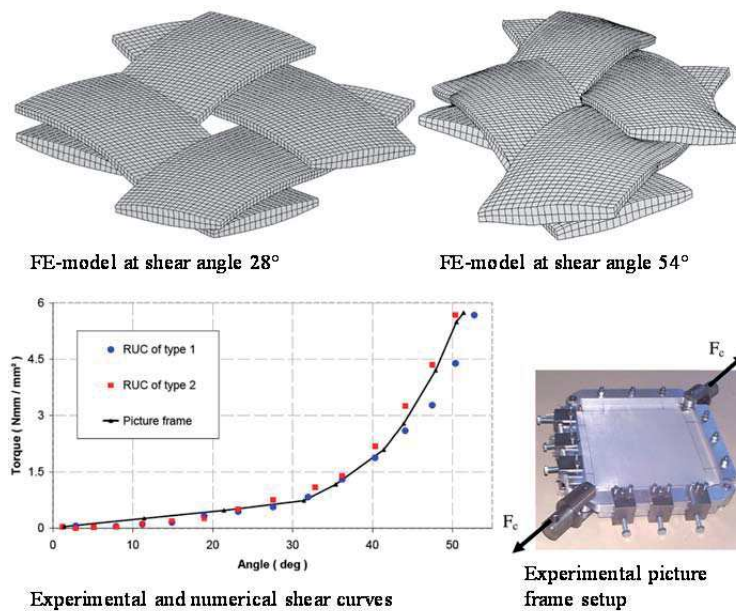 FE-model at shear angle 28°
FE-model at shear angle 54°
6
4.5
3
1.5
0
Torque ( Nmm / mm² )
RUC of type 1
RUC of type 2
Picture frame
0 10 20 30 40 50
Angle ( deg )
Experimental and numerical shear curves
Fc
Fc
Experimental picture
frame setup